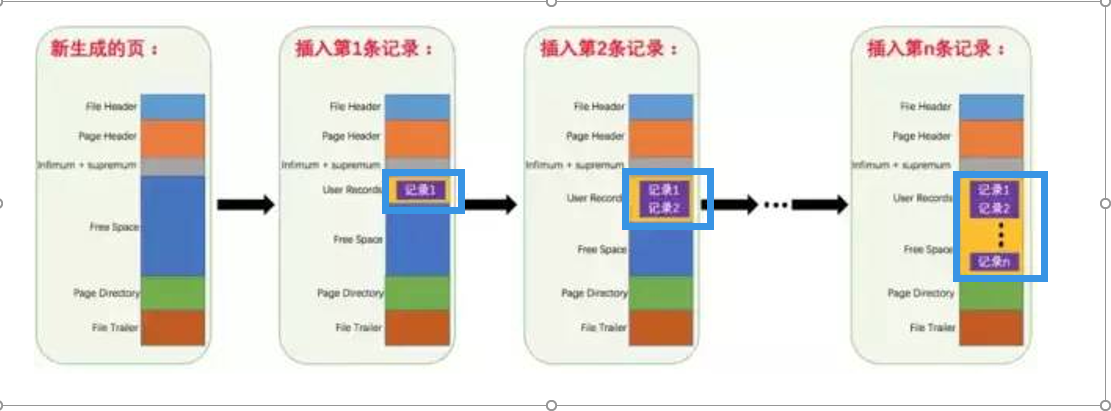 新生成的页：
File Header
Page Header
Infimum + supremum
Free Space
Page Directory
File Trailer
插入第1条记录：
File Header
Page Header
Infimum + supremum
User Records
记录1
Free Space
Page Directory
File Trailer
插入第2条记录：
File Header
Page Header
Infimum + supremum
User Record
记录1
记录2
Free Space
Page Directory
File Trailer
插入第n条记录：
File Header
Page Header
Infimum + supremum
User Records
记录1
记录2
Free Space
记录n
Page Directory
File Trailer